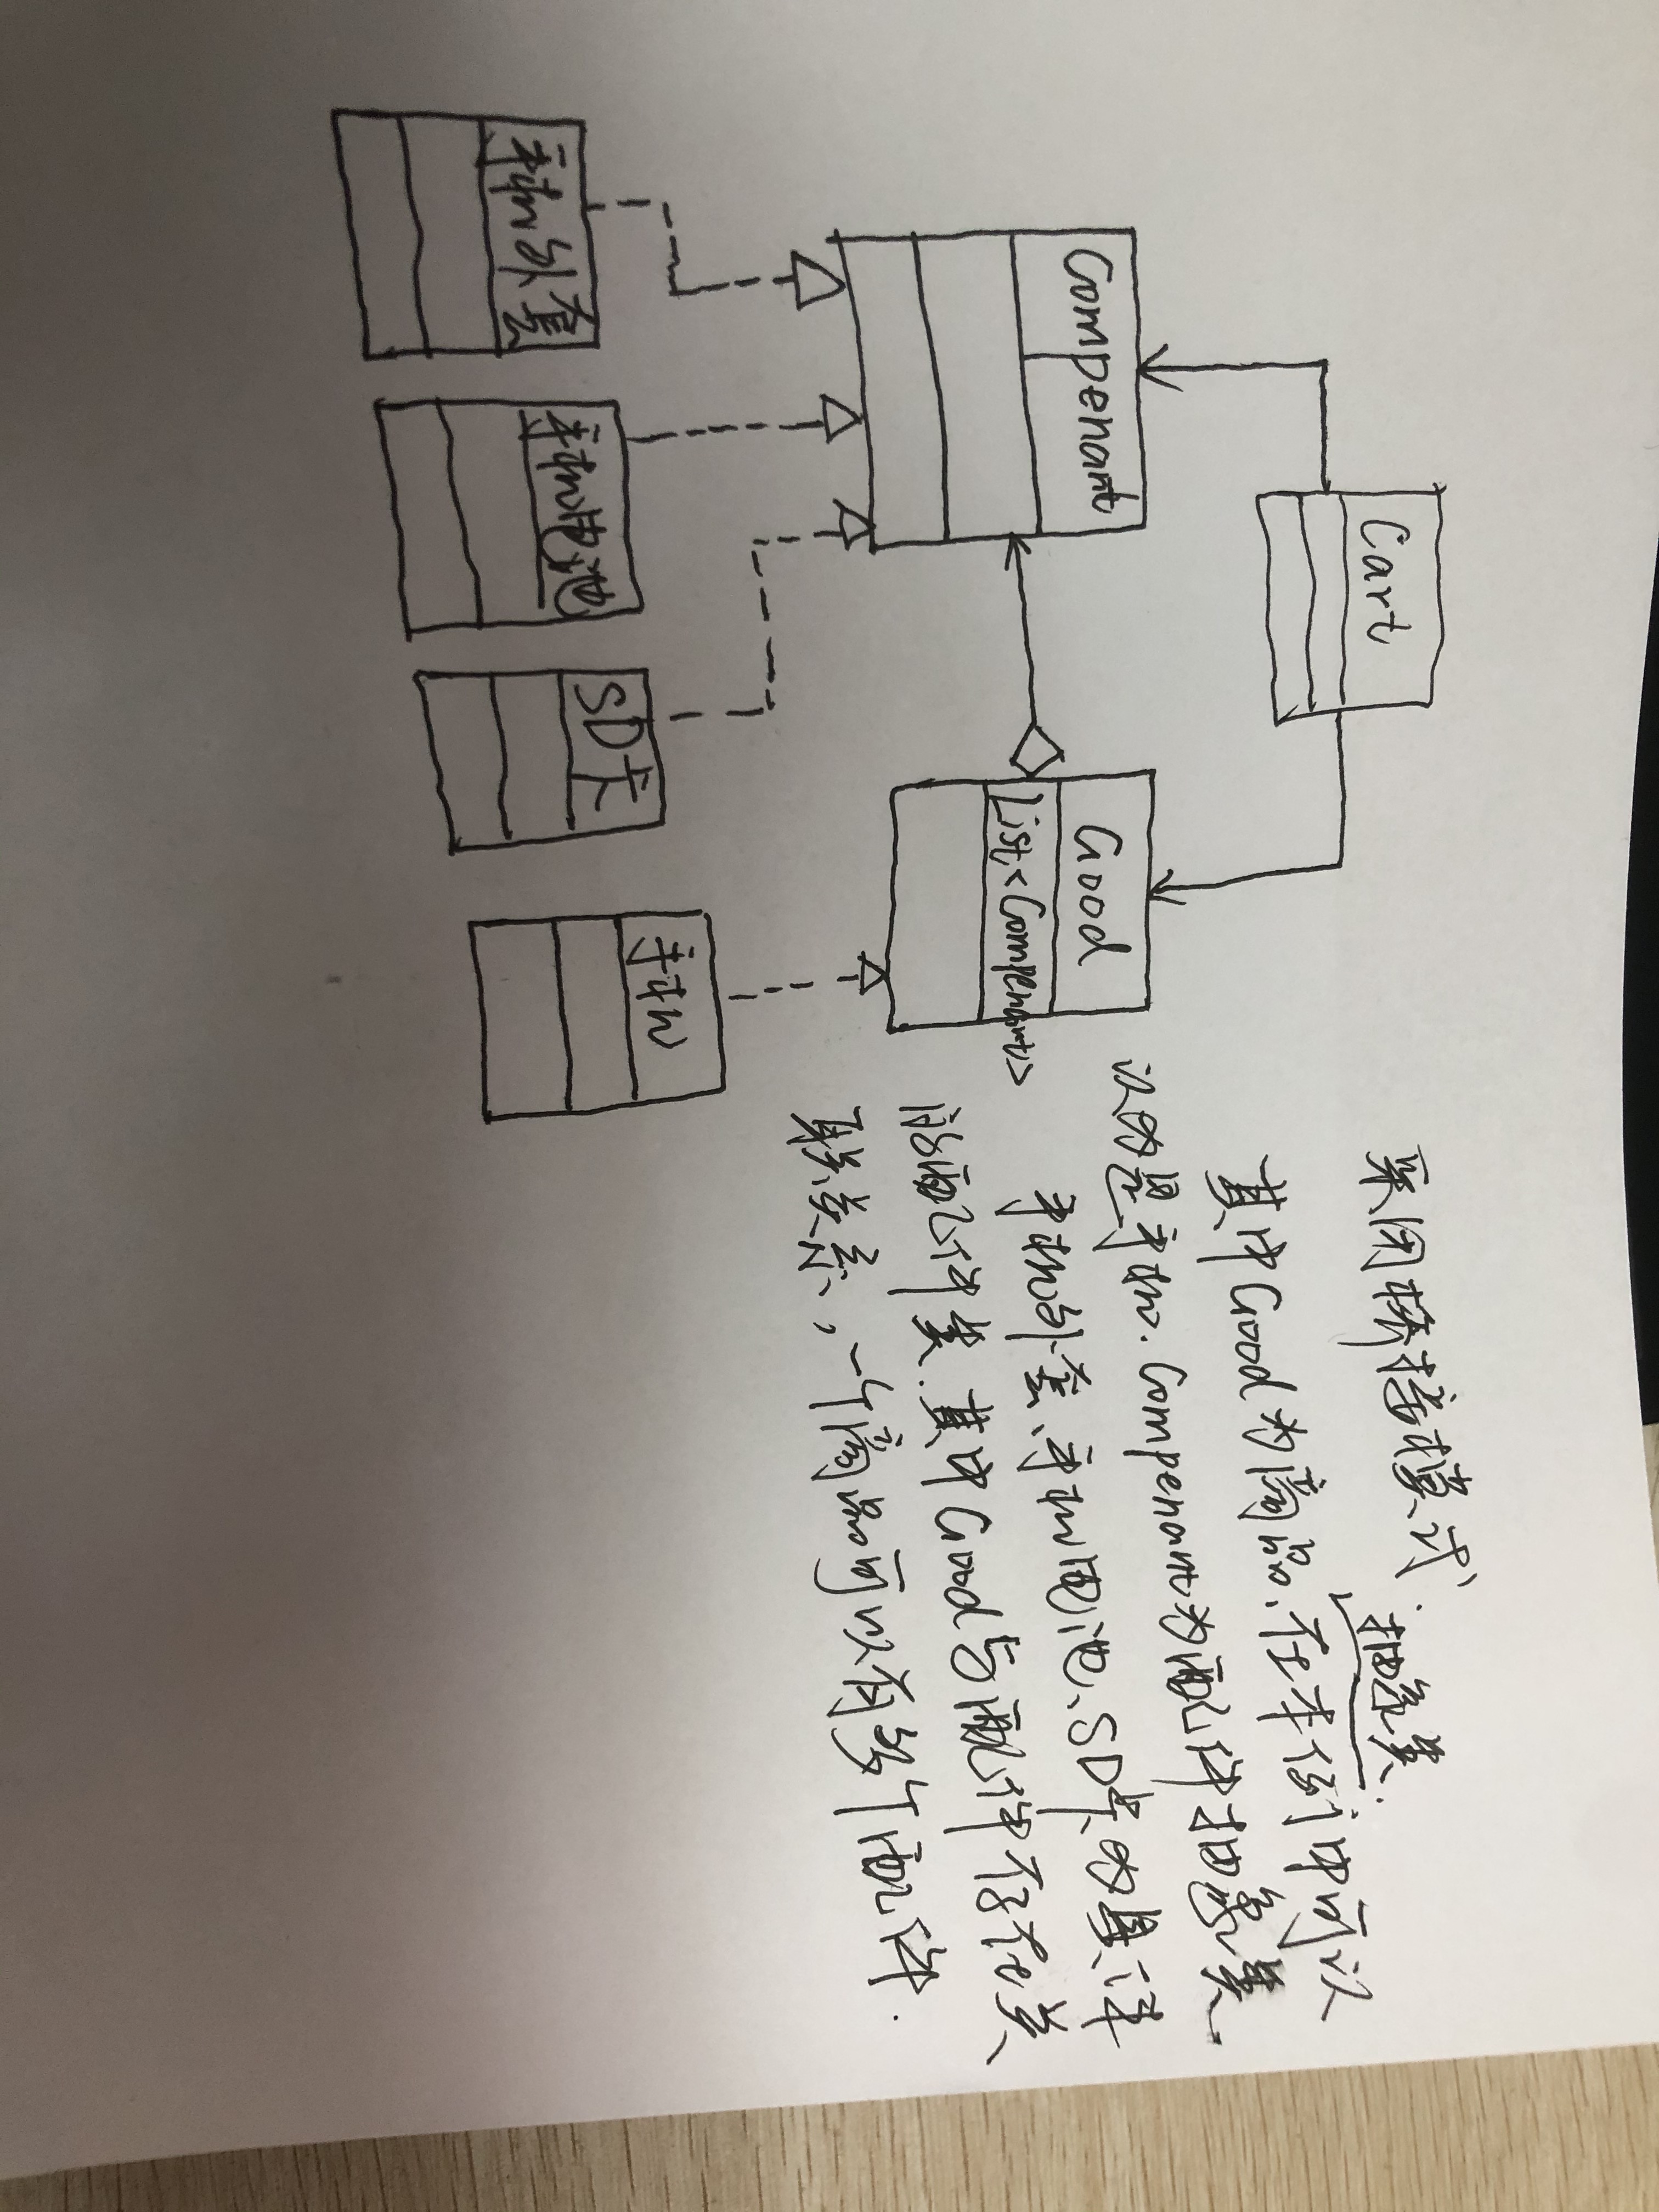 Cart
Compenant
Good
List<Compenant>
手机外套
手机电池
SD卡
手机
采用桥接模式.
抽象类.
其中Good为商品、在本例中可以
认为是手机. Compenant为配件抽象类.
手机外套、手机电池、SD卡为具体
的配件类. 其中Good与配件存在关
联关系, 一个商品可以有多个配件.